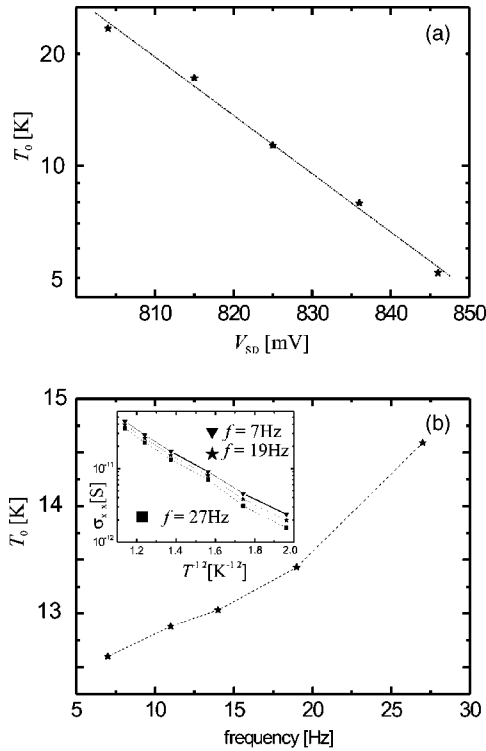 (a)
20
10
5
T₀ [K]
810 820 830 840 850
V_SD [mV]
(b)
15
14
13
12
T₀ [K]
10⁻¹¹
10⁻¹²
σₓₓ[S]
f = 7Hz
f = 19Hz
f = 27Hz
1.2 1.4 1.6 1.8 2.0
T^1 2[K^-1 2]
5 10 15 20 25 30
frequency [Hz]